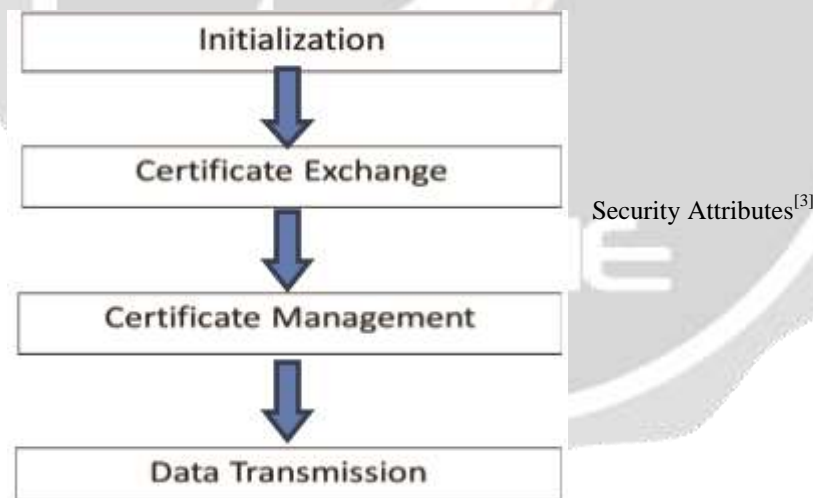 Initialization
Certificate Exchange
Security Attributes[3]
Certificate Management
Data Transmission